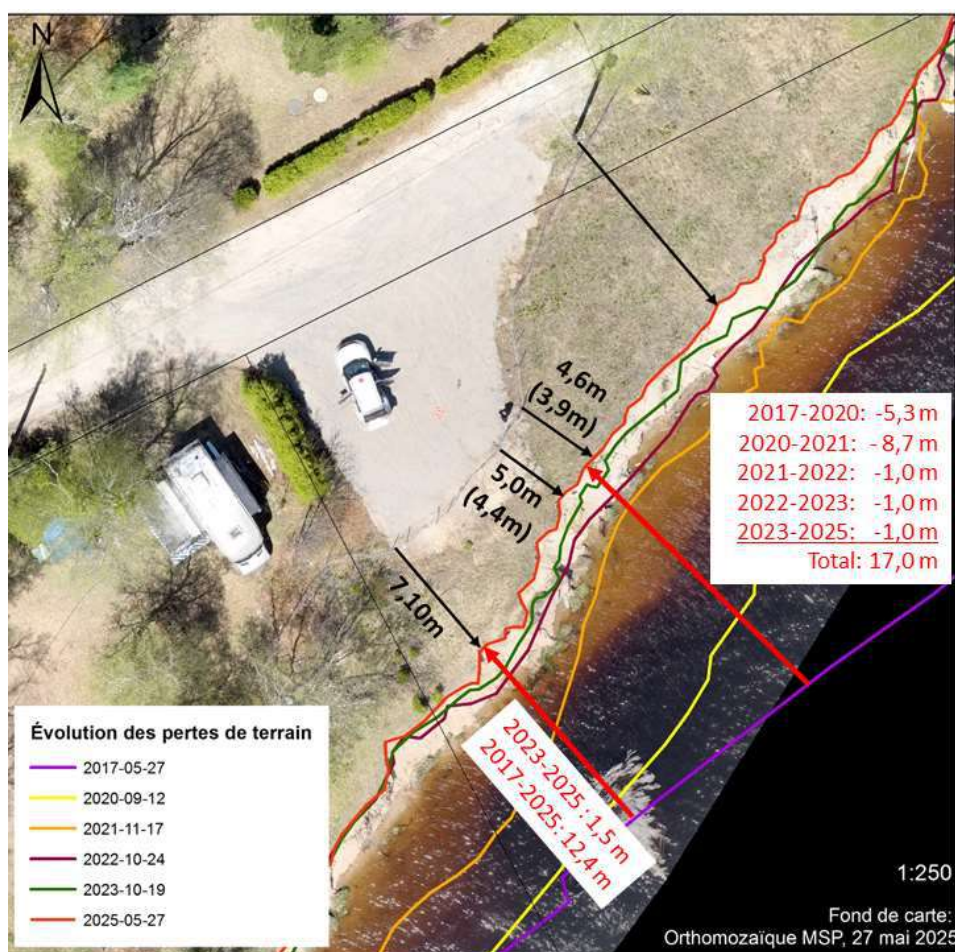 N
4,6m
(3,9m)
5,0m
(4,4m)
7,10m
2017-2020: -5,3 m
2020-2021: - 8,7 m
2021-2022: -1,0 m
2022-2023: -1,0 m
2023-2025: -1,0 m
Total: 17,0 m
2023-2025 : 1,5 m
2017-2025: 12,4 m
Évolution des pertes de terrain
2017-05-27
2020-09-12
2021-11-17
2022-10-24
2023-10-19
2025-05-27
1:250
Fond de carte:
Orthomozaïque MSP, 27 mai 2025